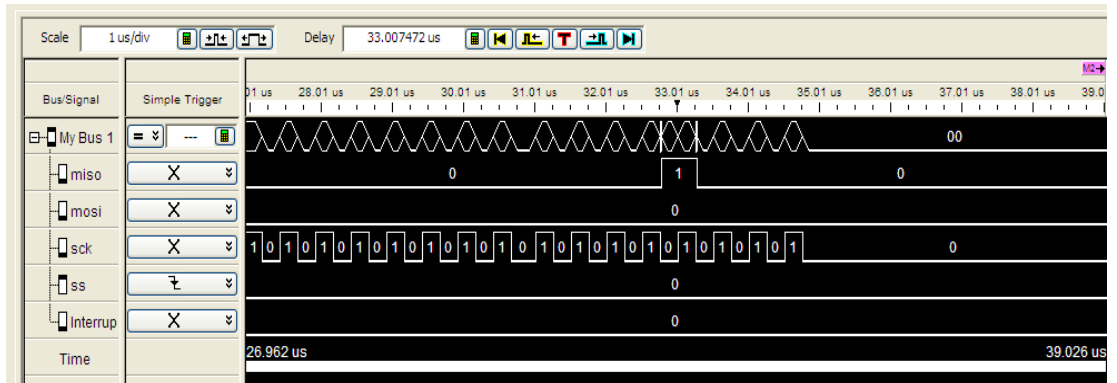 Scale 1 us/div Delay 33.007472 us T
M2
Bus/Signal Simple Trigger 01 us 28.01 us 29.01 us 30.01 us 31.01 us 32.01 us 33.01 us 34.01 us 35.01 us 36.01 us 37.01 us 38.01 us 39.0
My Bus 1 = --- 00
miso X 0 1 0
mosi X 0
sck X 1 0 1 0 1 0 1 0 1 0 1 0 1 0 1 0 1 0 1 0 1 0 1 0 1 0 1 0 1 0 1 0
ss 0
Interrup X 0
Time 26.962 us 39.026 us